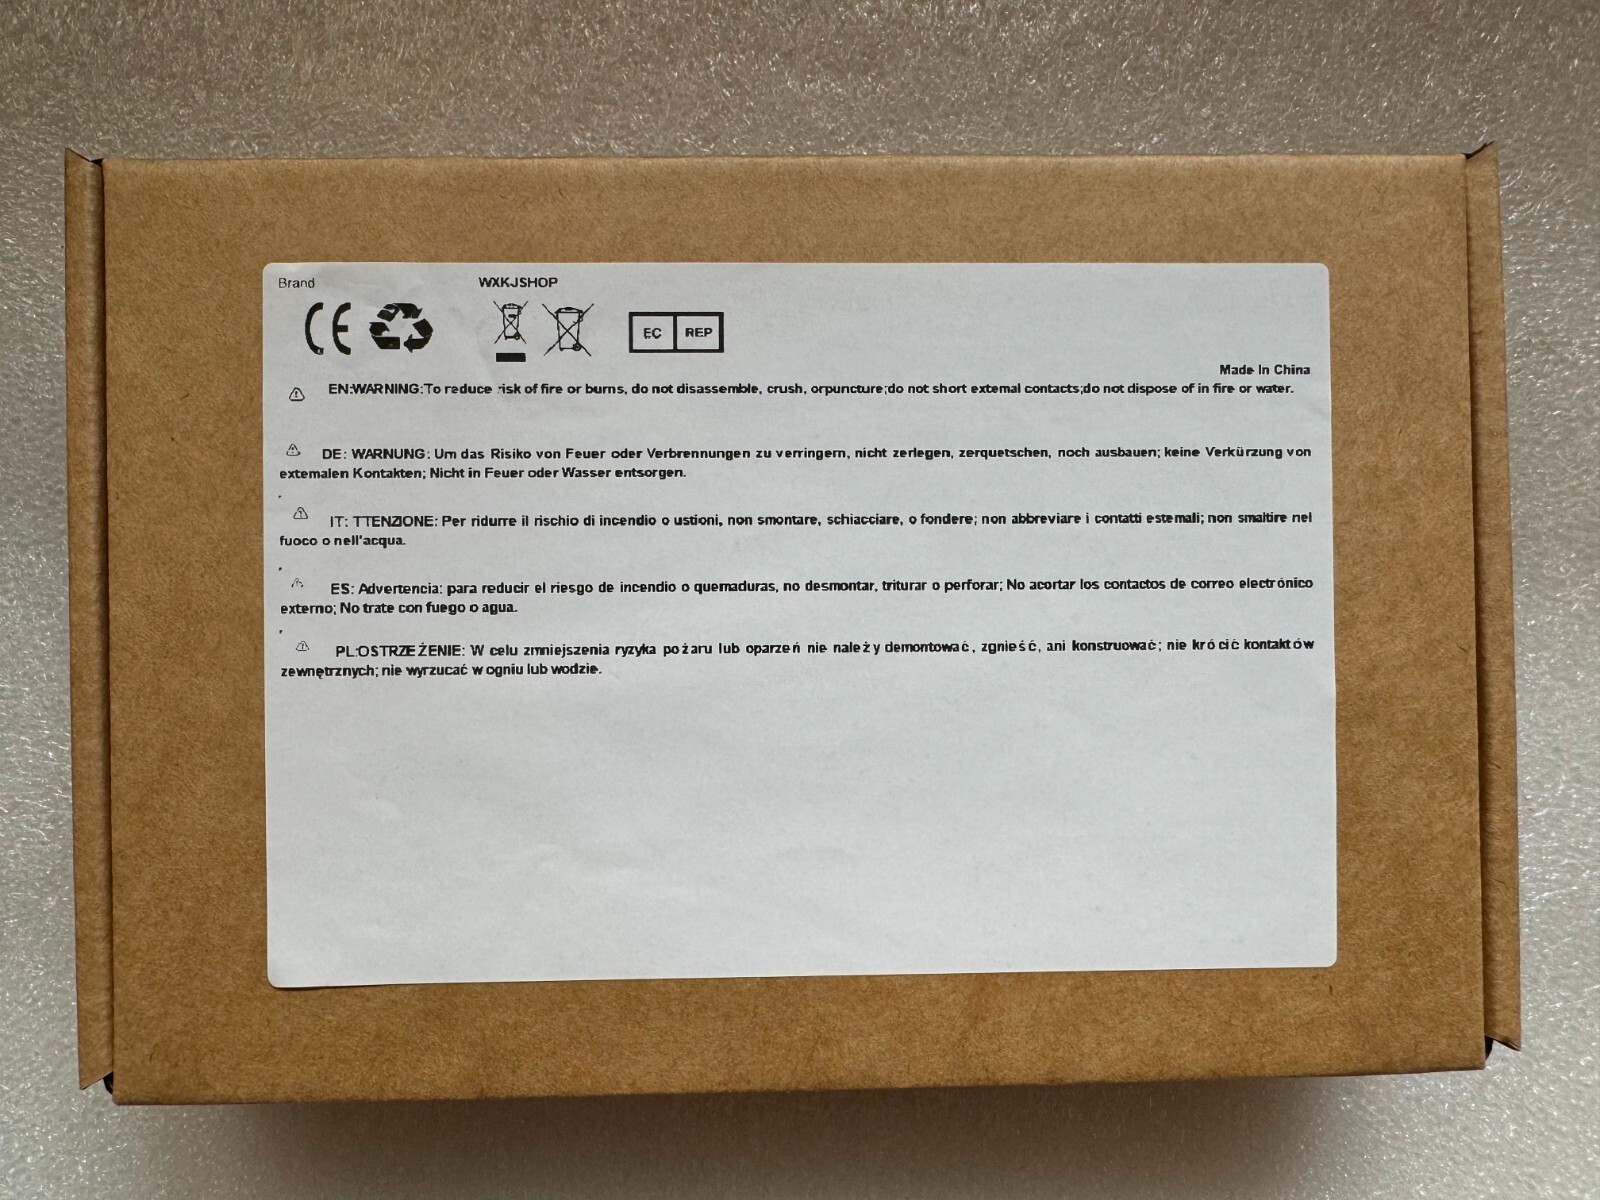 Brand WXKJSHOP
CE
EC REP
Made In China
EN:WARNING:To reduce risk of fire or burns, do not disassemble, crush, orpuncture;do not short external contacts;do not dispose of in fire or water.
DE: WARNUNG: Um das Risiko von Feuer oder Verbrennungen zu verringern, nicht zerlegen, zerquetschen, noch ausbauen; keine Verkürzung von
externalen Kontakten; Nicht in Feuer oder Wasser entsorgen.
IT: TTENZIONE: Per ridurre il rischio di incendio o ustioni, non smontare, schiacciare, o fondere; non abbreviare i contatti estemali; non smaltire nel
fuoco o nell'acqua.
ES: Advertencia: para reducir el riesgo de incendio o quemaduras, no desmontar, triturar o perforar; No acortar los contactos de correo electrónico
externo; No trate con fuego o agua.
PL:OSTRZEŻENIE: W celu zmniejszenia ryzyka pożaru lub oparzeń nie należy demontować, zgnieść, ani konstruować; nie króció kontaktów
zewnętrznych; nie wyrzucać w ogniu lub wodzie.